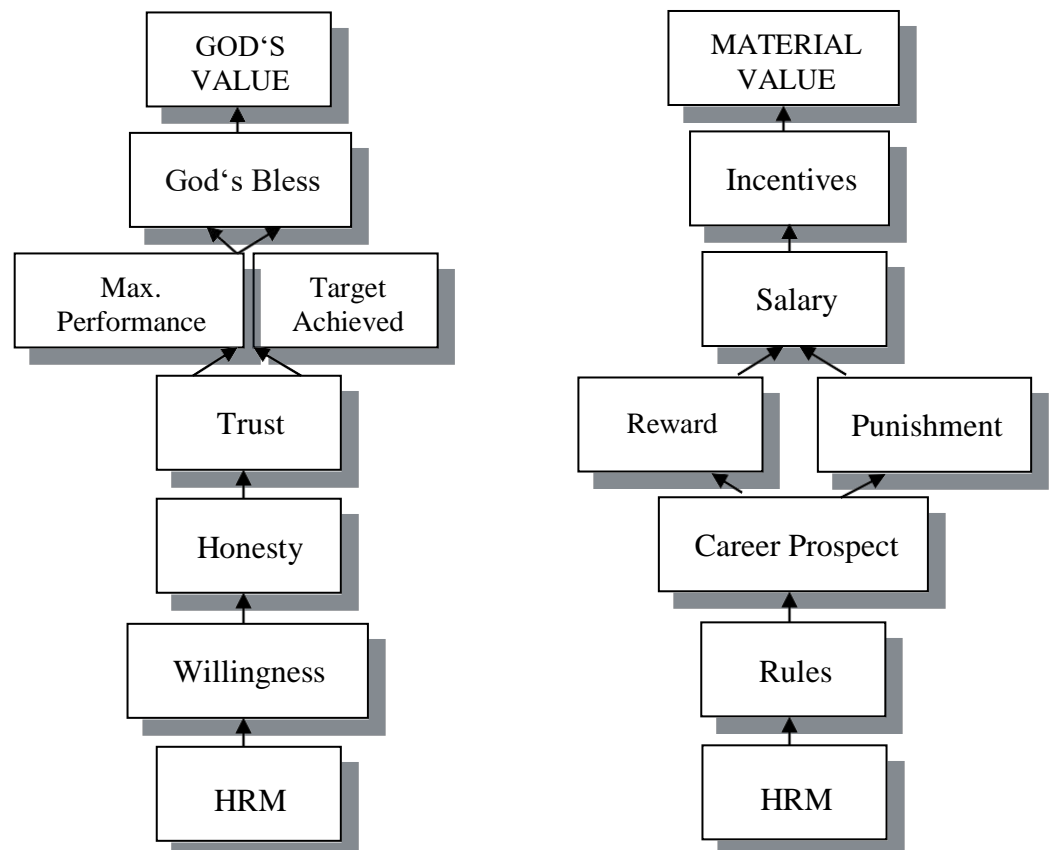 GOD‘S
VALUE
God‘s Bless
Max.
Performance
Target
Achieved
Trust
Honesty
Willingness
HRM
MATERIAL
VALUE
Incentives
Salary
Reward
Punishment
Career Prospect
Rules
HRM